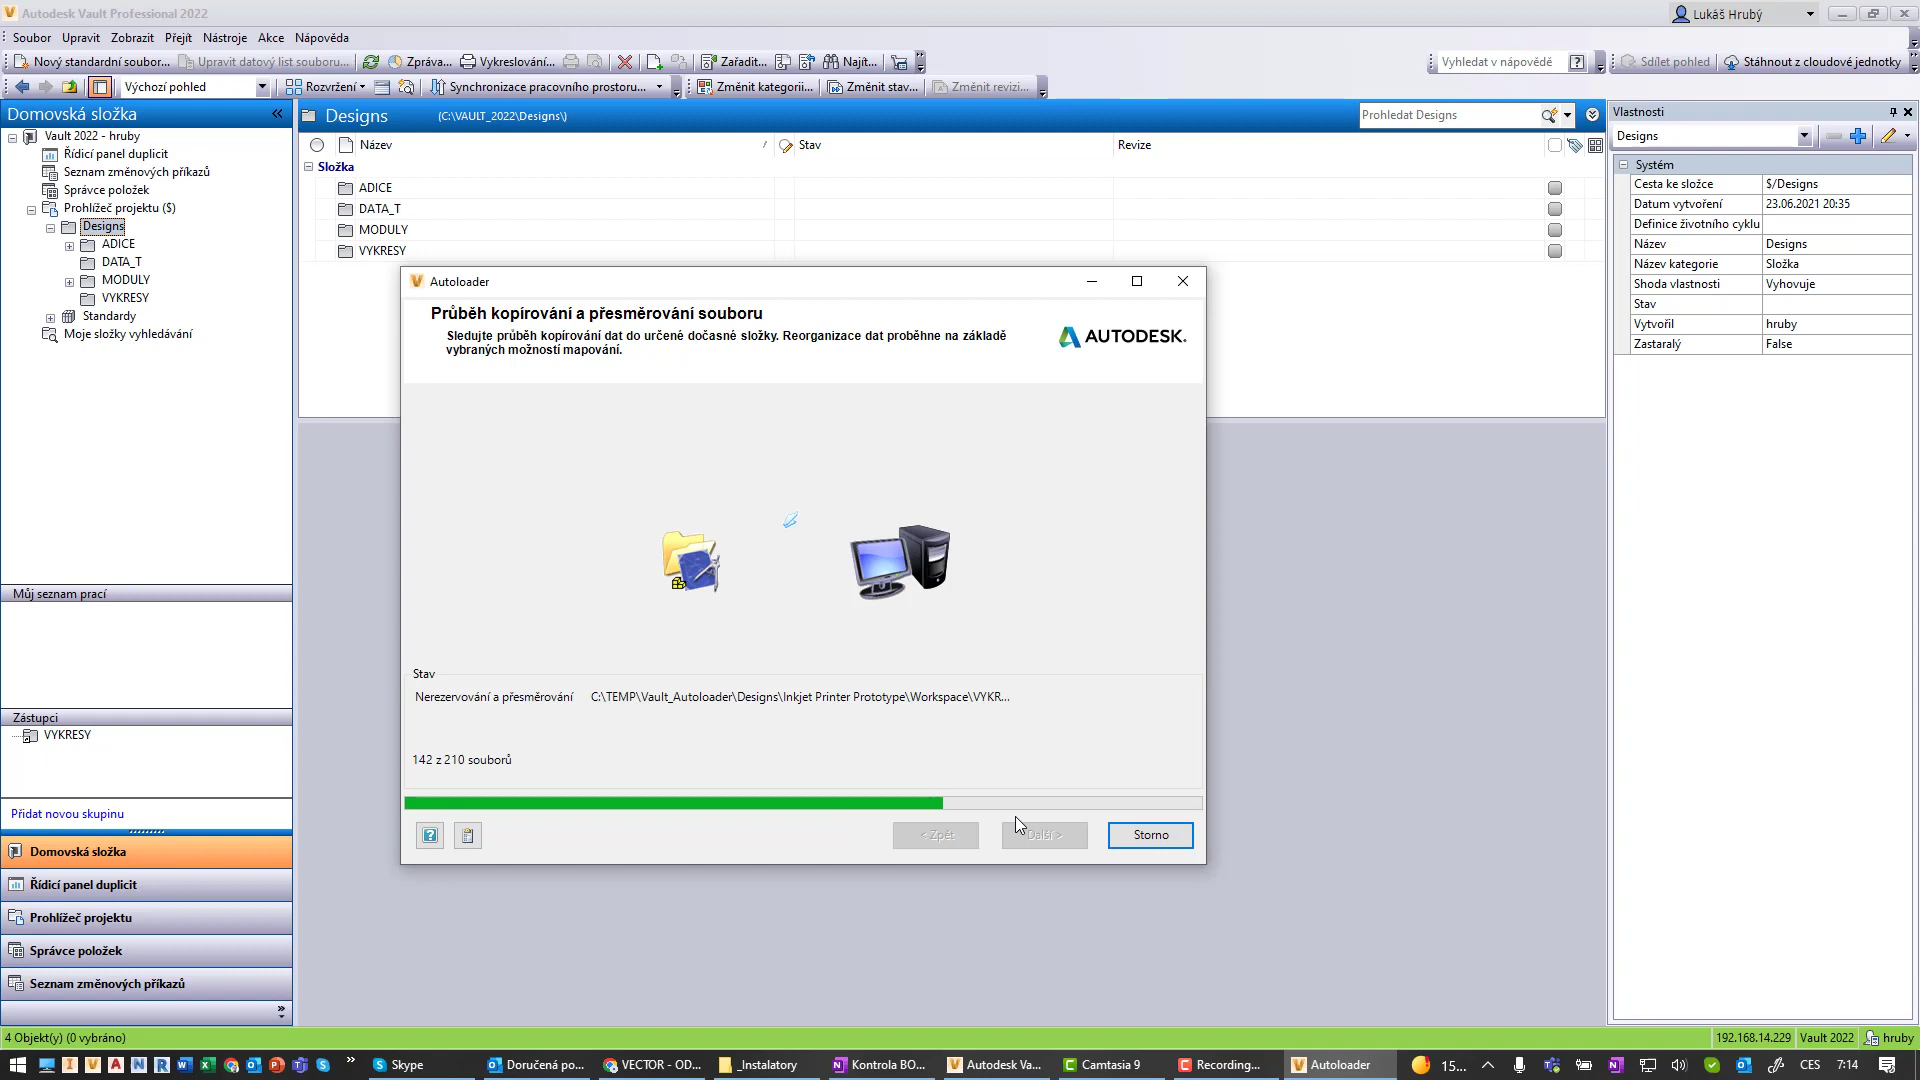 Autodesk Vault Professional 2022
Lukáš Hrubý
Soubor Upravit Zobrazit Přejít Nástroje Akce Nápověda
Nový standardní soubor... Upravit datový list souboru... Zpráva... Vykreslování... Zařadit... Najít... Vyhledat v nápovědě Sdílet pohled Stáhnout z cloudové jednotky
Výchozí pohled Rozvržení Synchronizace pracovního prostoru... Změnit kategorii... Změnit stav... Změnit revizi...
Domovská složka
Vault 2022 - hruby
Řídicí panel duplicit
Seznam změnových příkazů
Správce položek
Prohlížeč projektu ($)
Designs
ADICE
DATA_T
MODULY
VYKRESY
Standardy
Moje složky vyhledávání
Můj seznam prací
Zástupci
VYKRESY
Přidat novou skupinu
Domovská složka
Řídicí panel duplicit
Prohlížeč projektu
Správce položek
Seznam změnových příkazů
Designs (C:\VAULT_2022\Designs\) Prohledat Designs
Název Stav Revize
Složka
ADICE
DATA_T
MODULY
VYKRESY
Autoloader
Průběh kopírování a přesměrování souboru
Sledujte průběh kopírování dat do určené dočasné složky. Reorganizace dat proběhne na základě
vybraných možností mapování.
AUTODESK.
Stav
Nerezervování a přesměrování C:\TEMP\Vault_Autoloader\Designs\Inkjet Printer Prototype\Workspace\VYKR...
142 z 210 souborů
< Zpět Další > Storno
Vlastnosti
Designs
Systém
Cesta ke složce $/Designs
Datum vytvoření 23.06.2021 20:35
Definice životního cyklu
Název Designs
Název kategorie Složka
Shoda vlastnosti Vyhovuje
Stav
Vytvořil hruby
Zastaralý False
4 Objekt(y) (0 vybráno) 192.168.14.229 Vault 2022 hruby
Skype Doručená po... VECTOR - OD... _Instalatory Kontrola BO... Autodesk Va... Camtasia 9 Recording... Autoloader 15... CES 7:14